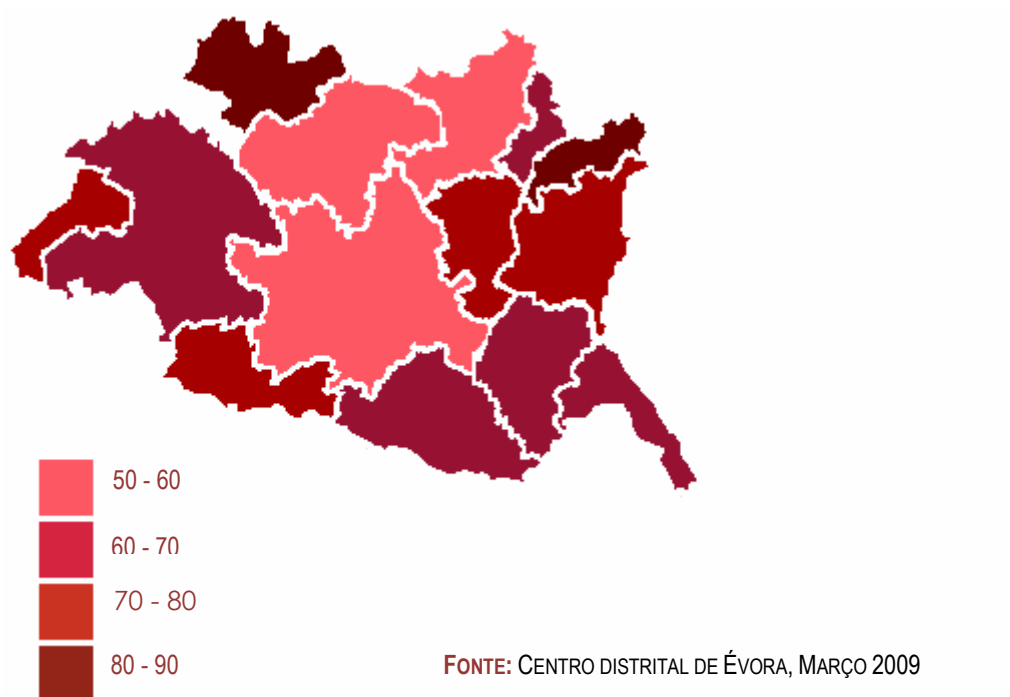 50 - 60
60 - 70
70 - 80
80 - 90
FONTE: CENTRO DISTRITAL DE ÉVORA, MARÇO 2009